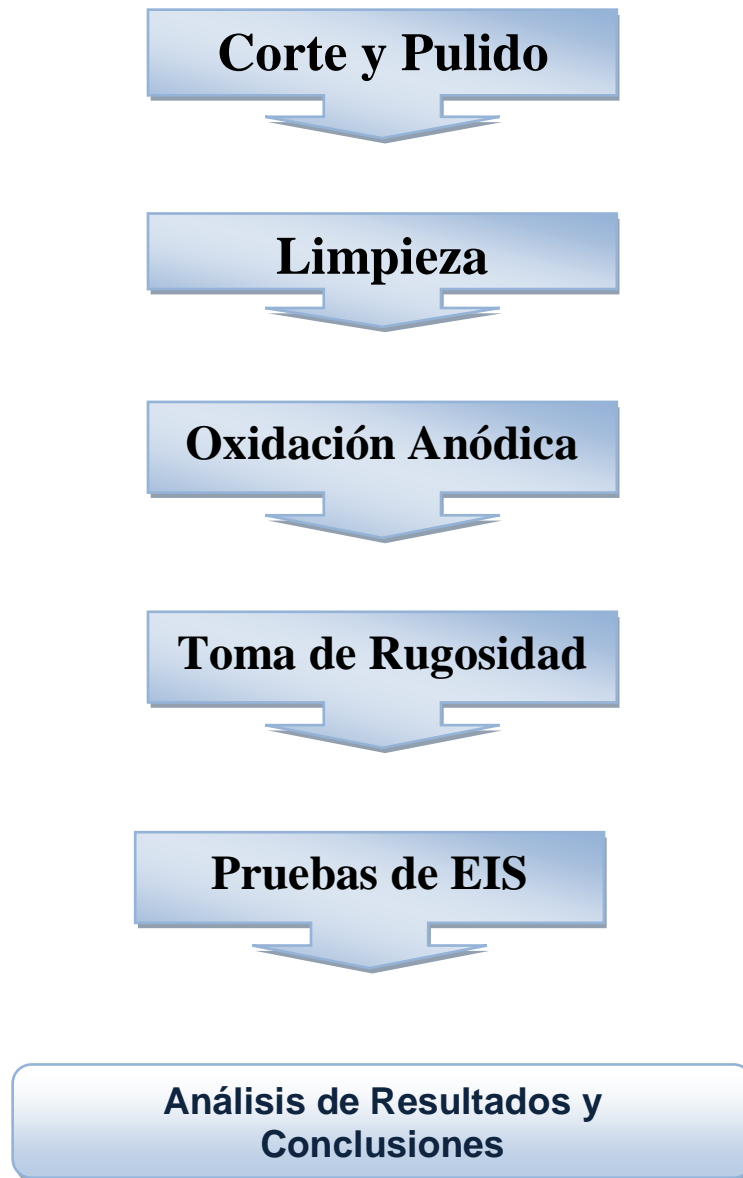 Corte y Pulido
Limpieza
Oxidación Anódica
Toma de Rugosidad
Pruebas de EIS
Análisis de Resultados y
Conclusiones